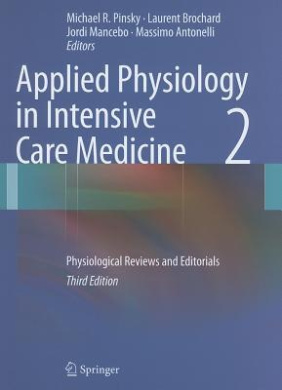 Michael R. Pinsky · Laurent Brochard
Jordi Mancebo · Massimo Antonelli
Editors
Applied Physiology
in Intensive
Care Medicine 2
Physiological Reviews and Editorials
Third Edition
Springer